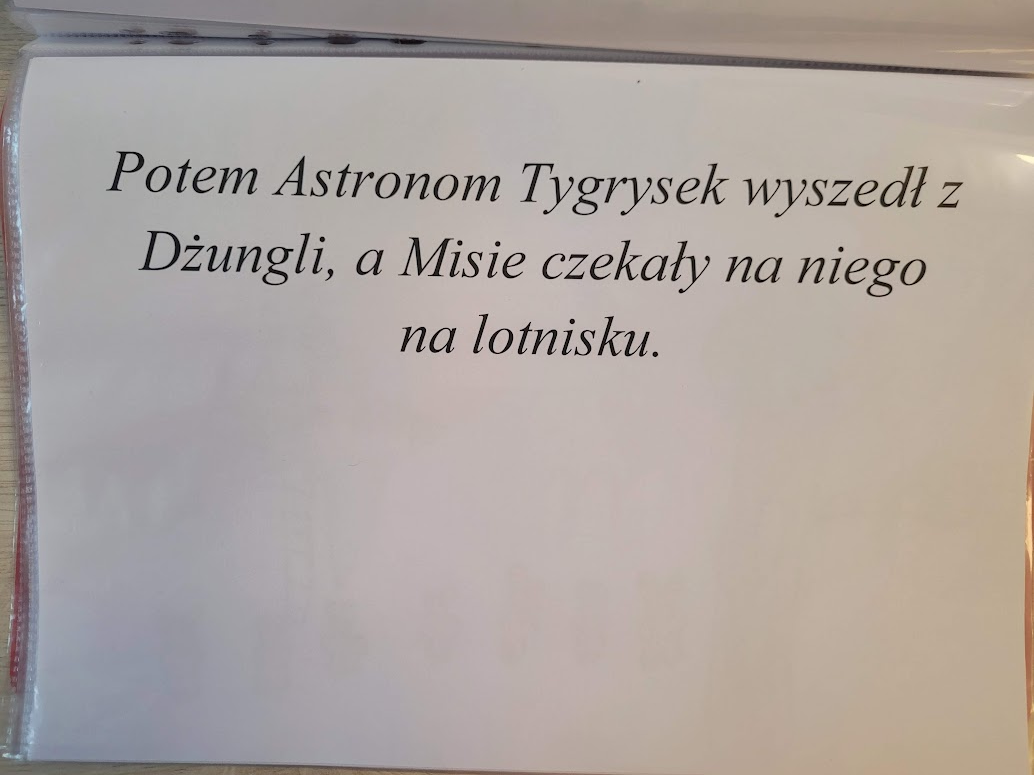 Potem Astronom Tygrysek wyszedł z
Dżungli, a Misie czekały na niego
na lotnisku.